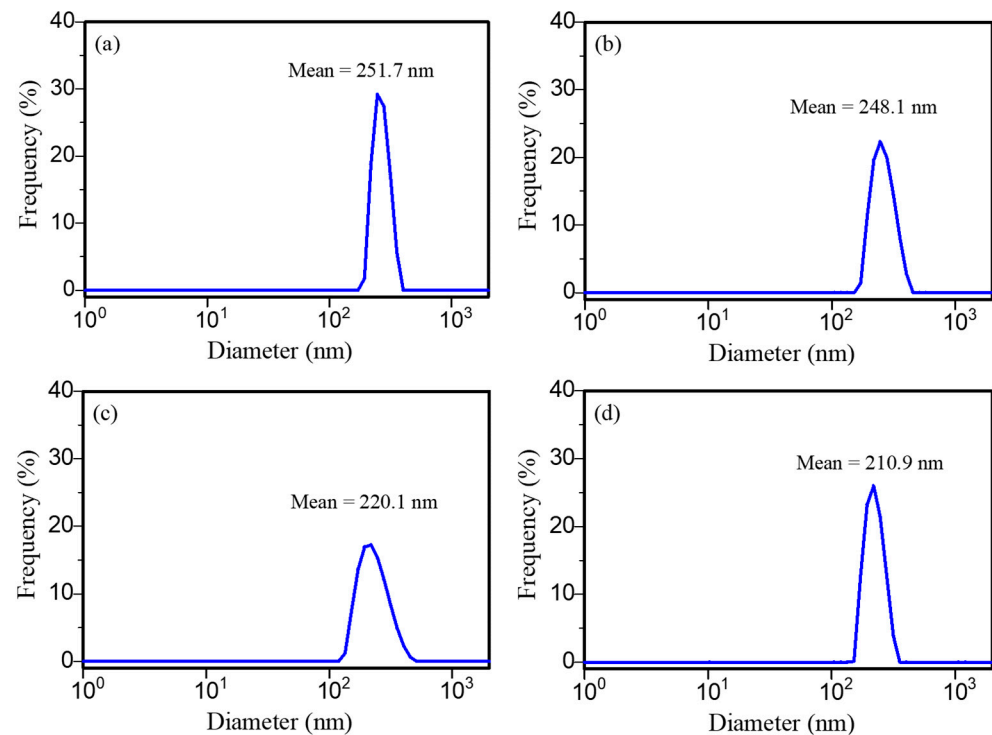 (a)
Mean = 251.7 nm
Frequency (%)
40
30
20
10
0
10⁰
10¹
10²
10³
Diameter (nm)
(b)
Mean = 248.1 nm
Frequency (%)
40
30
20
10
0
10⁰
10¹
10²
10³
Diameter (nm)
(c)
Mean = 220.1 nm
Frequency (%)
40
30
20
10
0
10⁰
10¹
10²
10³
Diameter (nm)
(d)
Mean = 210.9 nm
Frequency (%)
40
30
20
10
0
10⁰
10¹
10²
10³
Diameter (nm)